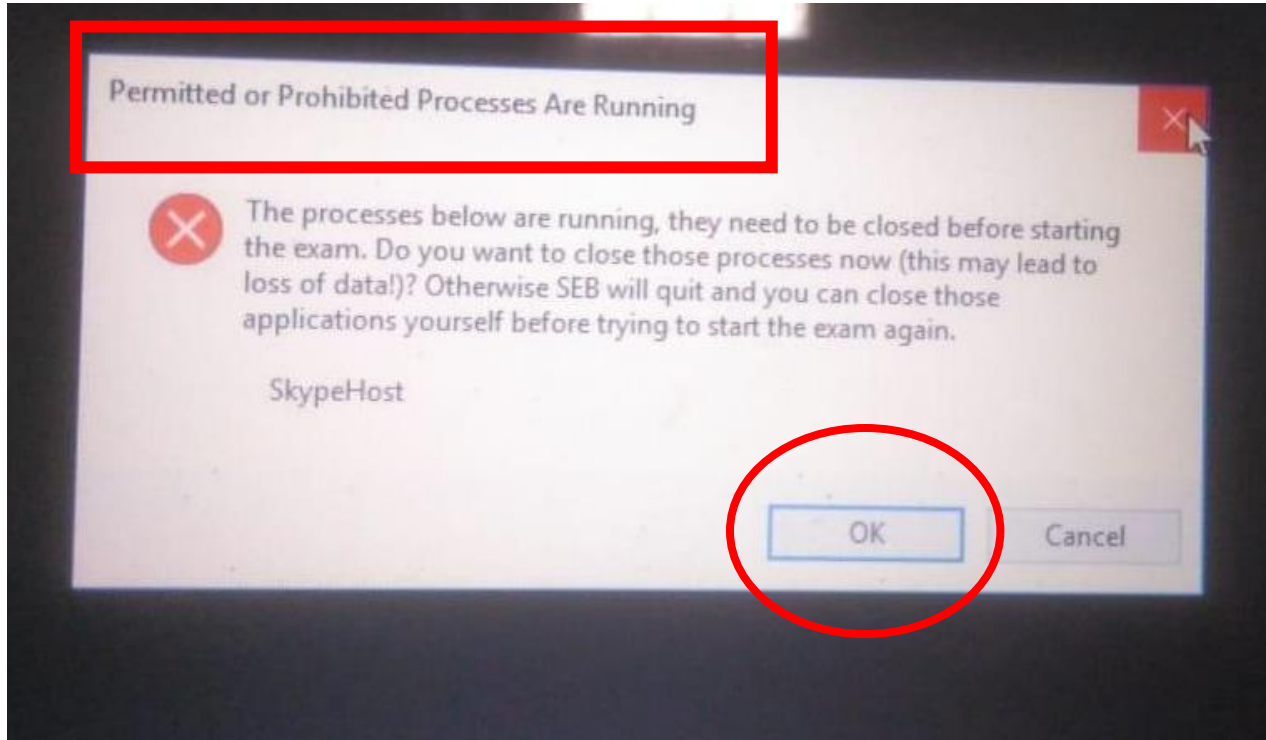 Permitted or Prohibited Processes Are Running
The processes below are running, they need to be closed before starting
the exam. Do you want to close those processes now (this may lead to
loss of data!)? Otherwise SEB will quit and you can close those
applications yourself before trying to start the exam again.
SkypeHost
OK
Cancel